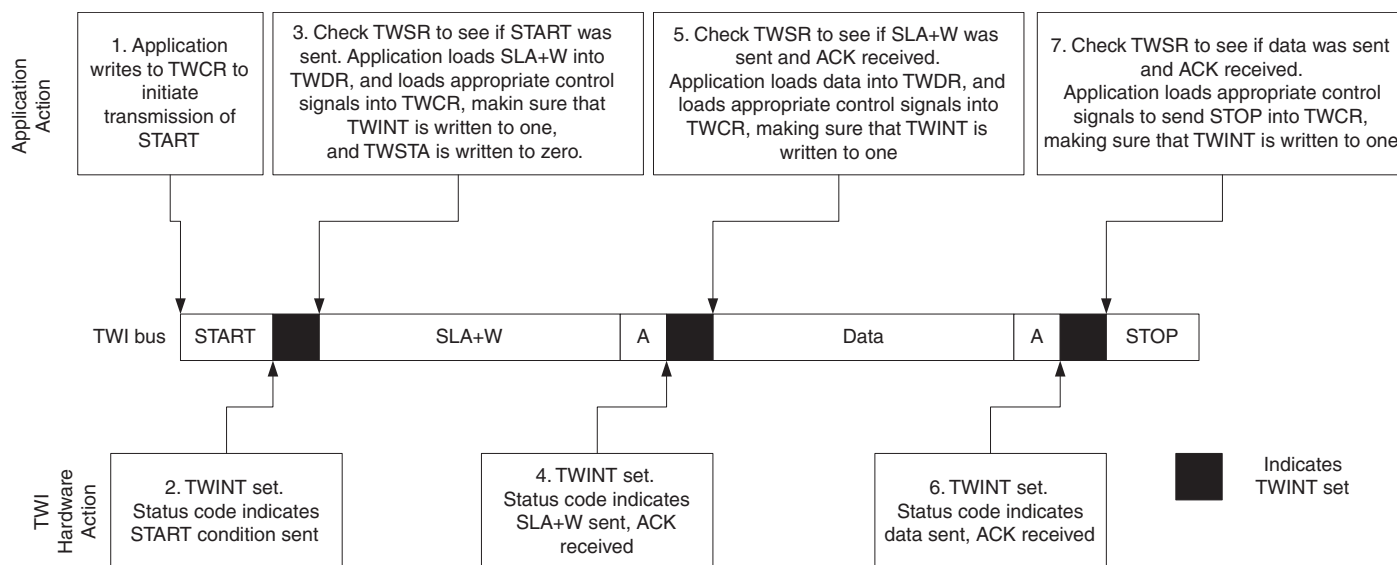 Application
Action
1. Application
writes to TWCR to
initiate
transmission of
START
3. Check TWSR to see if START was
sent. Application loads SLA+W into
TWDR, and loads appropriate control
signals into TWCR, makin sure that
TWINT is written to one,
and TWSTA is written to zero.
5. Check TWSR to see if SLA+W was
sent and ACK received.
Application loads data into TWDR, and
loads appropriate control signals into
TWCR, making sure that TWINT is
written to one
7. Check TWSR to see if data was sent
and ACK received.
Application loads appropriate control
signals to send STOP into TWCR,
making sure that TWINT is written to one
TWI bus
START
SLA+W
A
Data
A
STOP
TWI
Hardware
Action
2. TWINT set.
Status code indicates
START condition sent
4. TWINT set.
Status code indicates
SLA+W sent, ACK
received
6. TWINT set.
Status code indicates
data sent, ACK received
Indicates
TWINT set